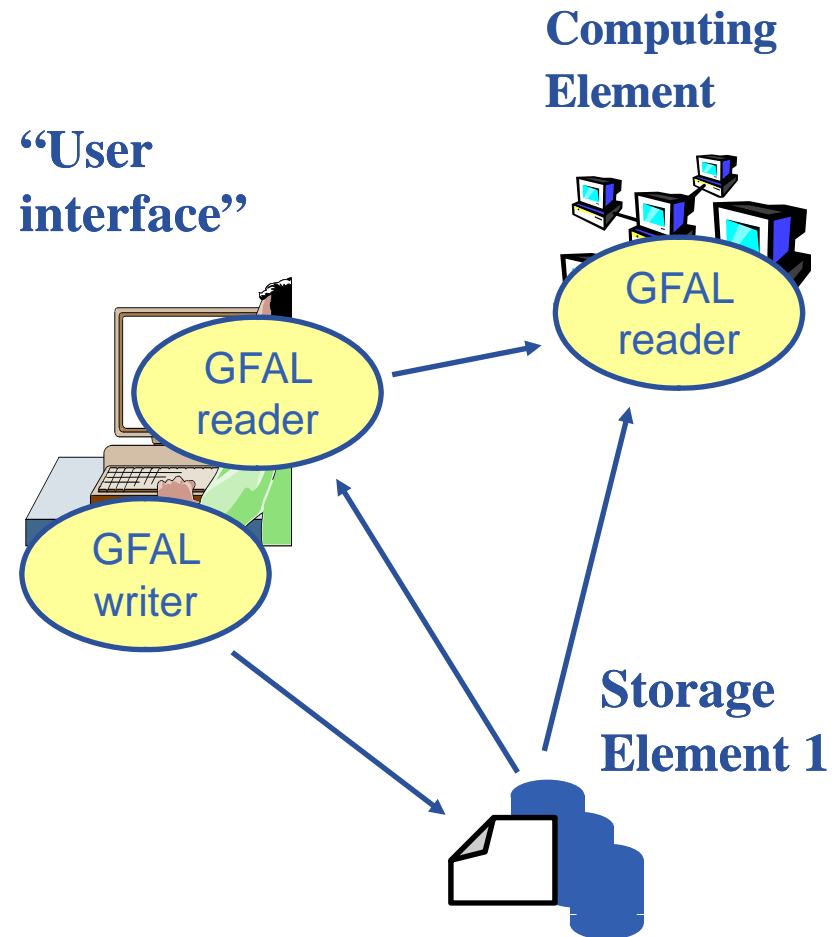 Computing
Element
“User
interface”
GFAL
reader
GFAL
reader
GFAL
writer
Storage
Element 1